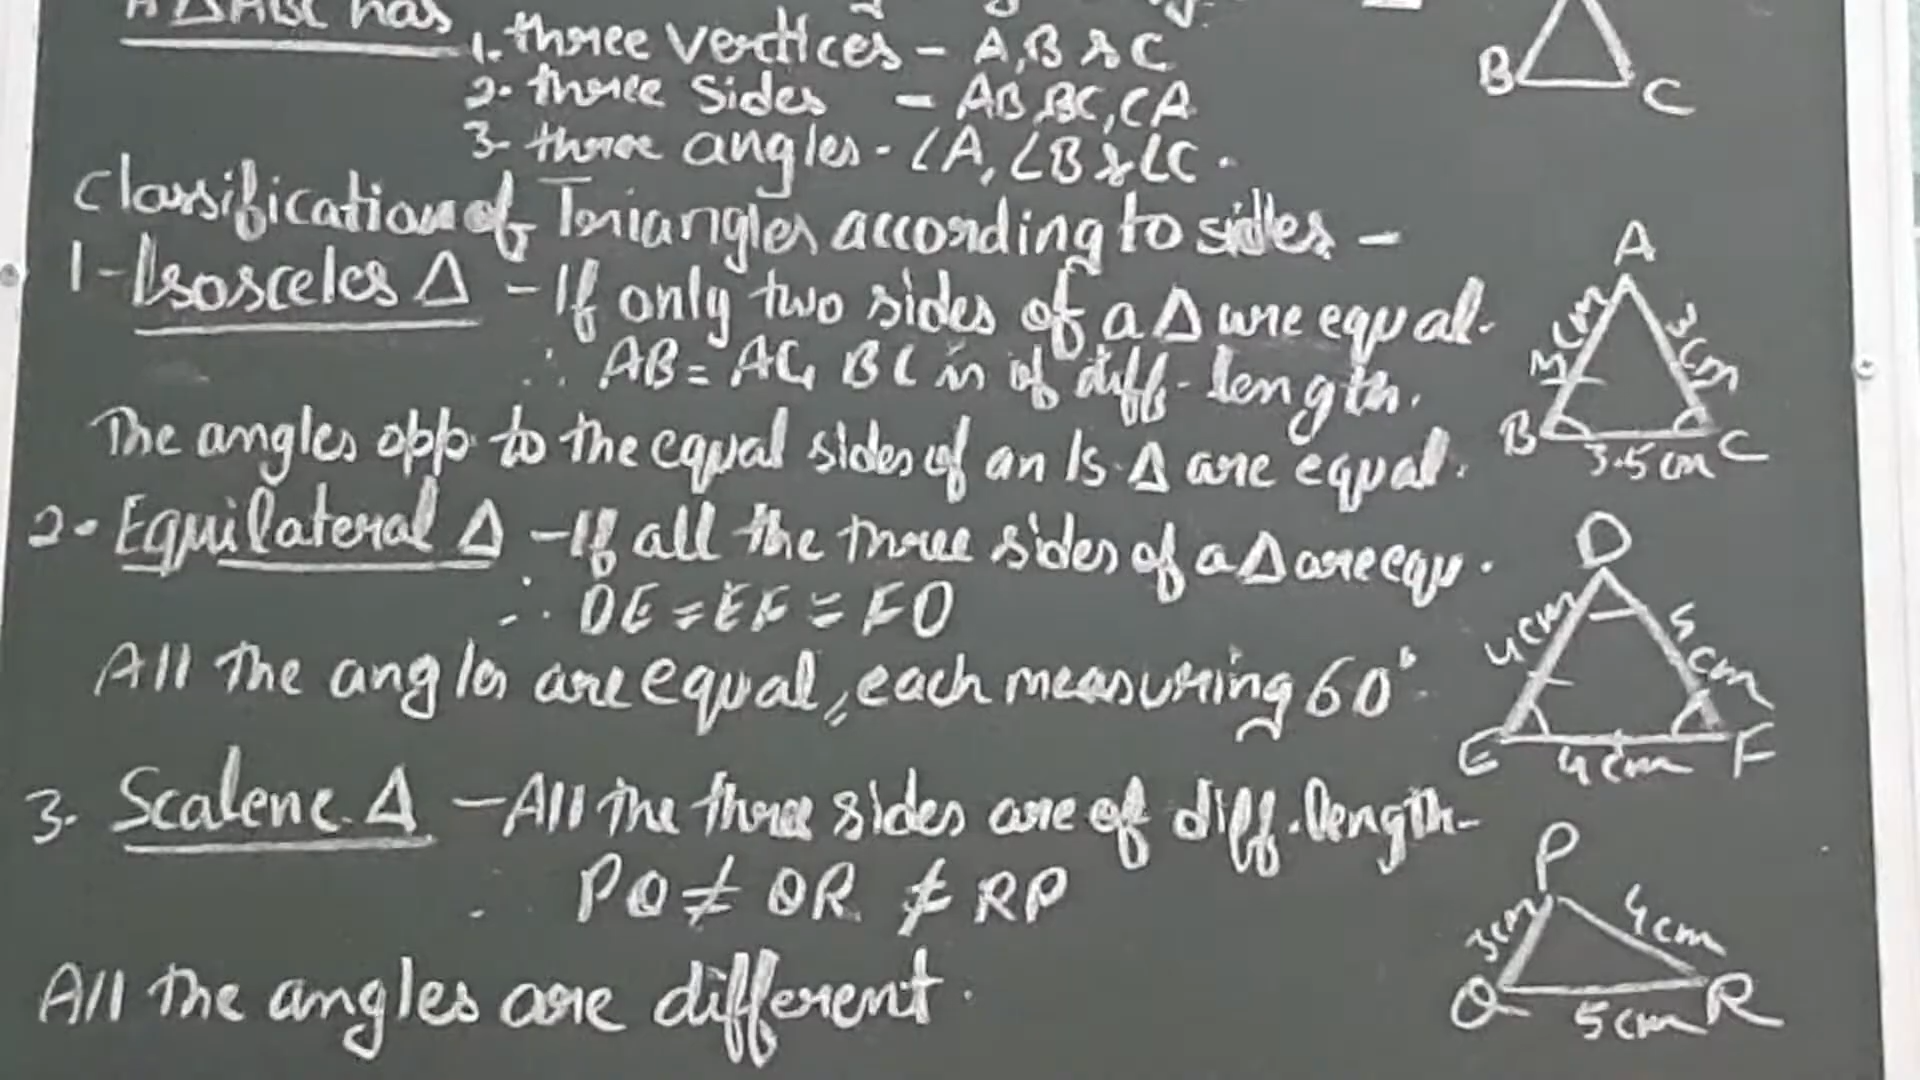 A ΔABC has
1. three vertices - A, B & C
2. three sides - AB, BC, CA
3- three angles - ∠A, ∠B & ∠C.
B
C
Classification of Triangles according to sides -
1- Isosceles Δ - If only two sides of a Δ are equal.
∴ AB = AC, BC is of diff. length.
The angles opp. to the equal sides of an Is. Δ are equal.
A
3cm
3cm
B
3.5 cm
C
2. Equilateral Δ - If all the three sides of a Δ are equ.
∴ DE = EF = FD
All the angles are equal, each measuring 60°
D
4cm
4cm
E
4cm
F
3. Scalene Δ - All the three sides are of diff. length-
PQ ≠ QR ≠ RP
All the angles are different.
P
3cm
4cm
Q
5cm
R